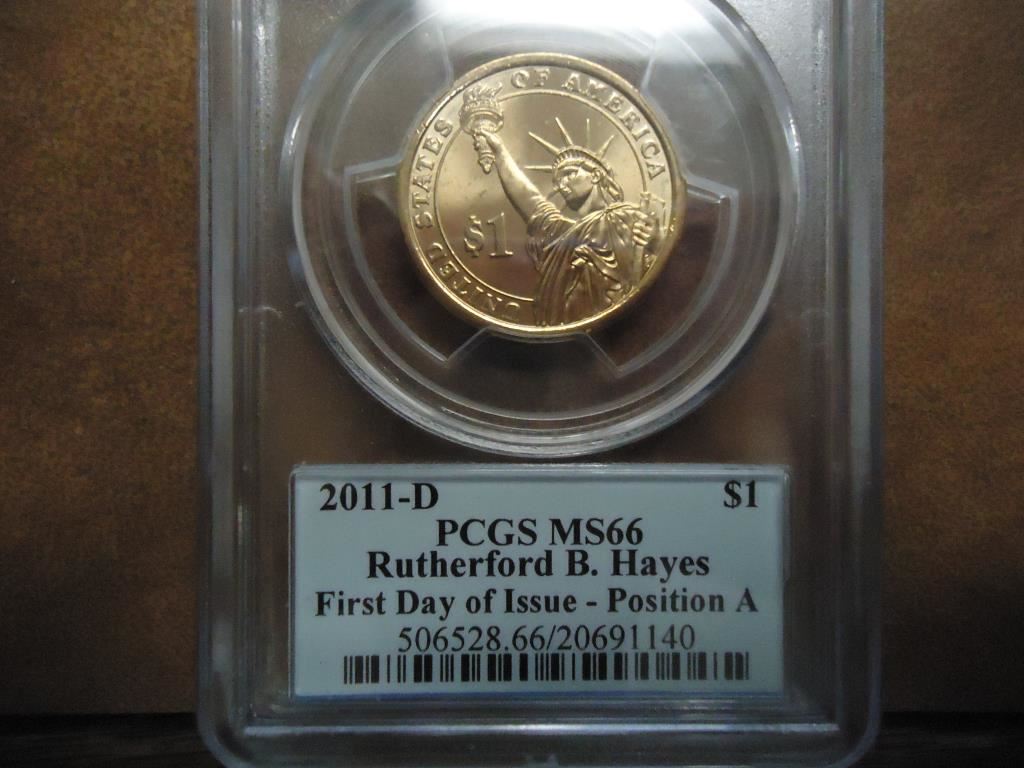 UNITED STATES OF AMERICA
$1
2011-D $1
PCGS MS66
Rutherford B. Hayes
First Day of Issue - Position A
506528.66/20691140